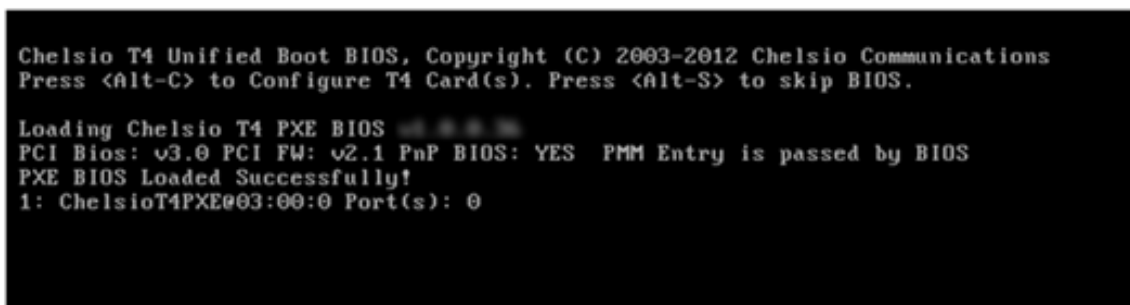 Chelsio T4 Unified Boot BIOS, Copyright (C) 2003-2012 Chelsio Communications
Press <Alt-C> to Configure T4 Card(s). Press <Alt-S> to skip BIOS.
Loading Chelsio T4 PXE BIOS
PCI Bios: v3.0 PCI FW: v2.1 PnP BIOS: YES PMM Entry is passed by BIOS
PXE BIOS Loaded Successfully!
1: ChelsioT4PXE@03:00:0 Port(s): 0